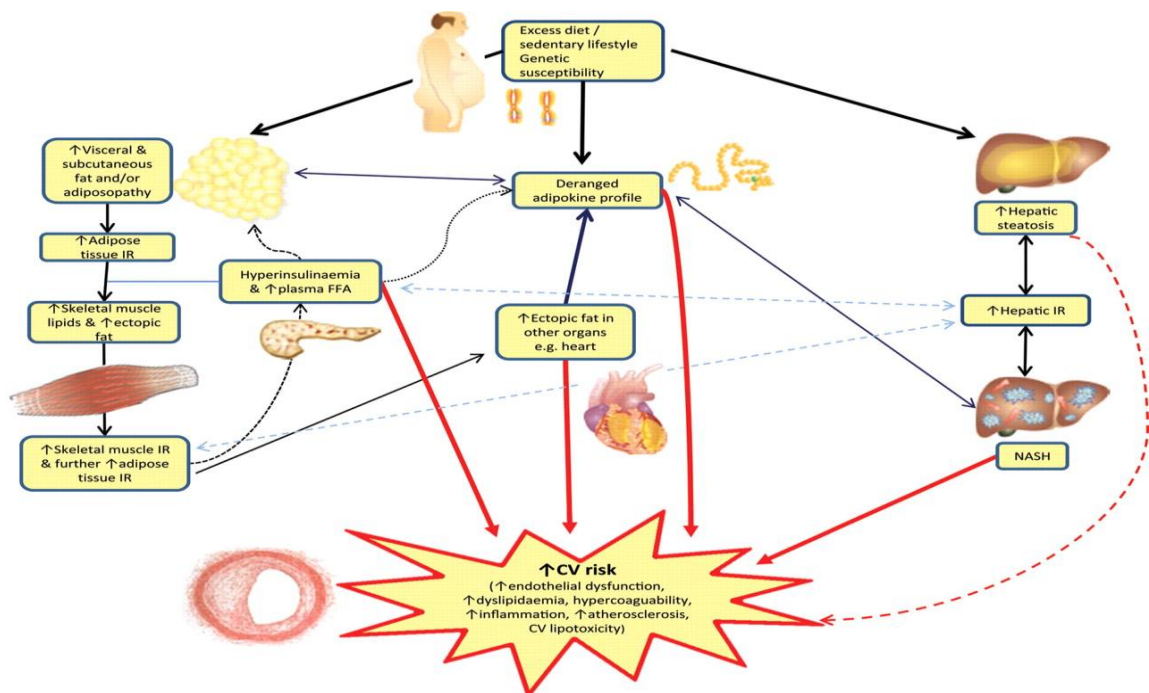 Excess diet /
sedentary lifestyle
Genetic
susceptibility
↑Visceral &
subcutaneous
fat and/or
adiposopathy
Deranged
adipokine profile
↑Hepatic
steatosis
↑Adipose
tissue IR
Hyperinsulinaemia
& ↑plasma FFA
↑Skeletal muscle
lipids & ↑ectopic
fat
↑Ectopic fat in
other organs
e.g. heart
↑Hepatic IR
↑Skeletal muscle IR
& further ↑adipose
tissue IR
NASH
↑CV risk
(↑endothelial dysfunction,
↑dyslipidaemia, hypercoaguability,
↑inflammation, ↑atherosclerosis,
CV lipotoxicity)